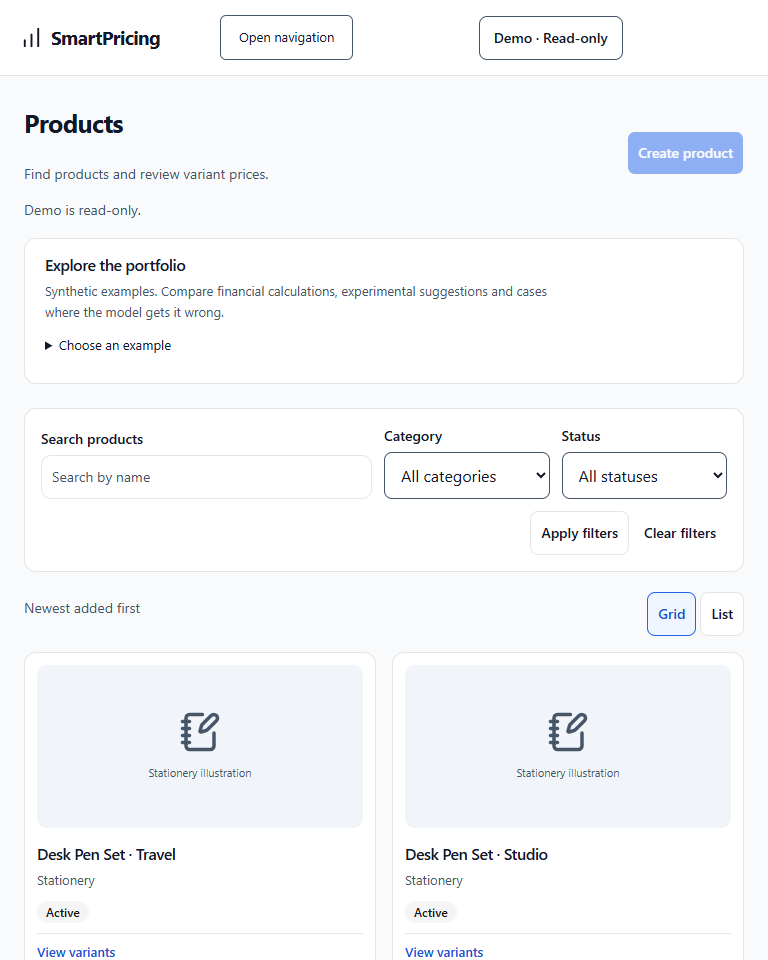 SmartPricing
Open navigation
Demo · Read-only
Products
Create product
Find products and review variant prices.
Demo is read-only.
Explore the portfolio
Synthetic examples. Compare financial calculations, experimental suggestions and cases
where the model gets it wrong.
Choose an example
Search products
Category
Status
Search by name
All categories
All statuses
Apply filters
Clear filters
Newest added first
Grid
List
Stationery illustration
Stationery illustration
Desk Pen Set · Travel
Desk Pen Set · Studio
Stationery
Stationery
Active
Active
View variants
View variants